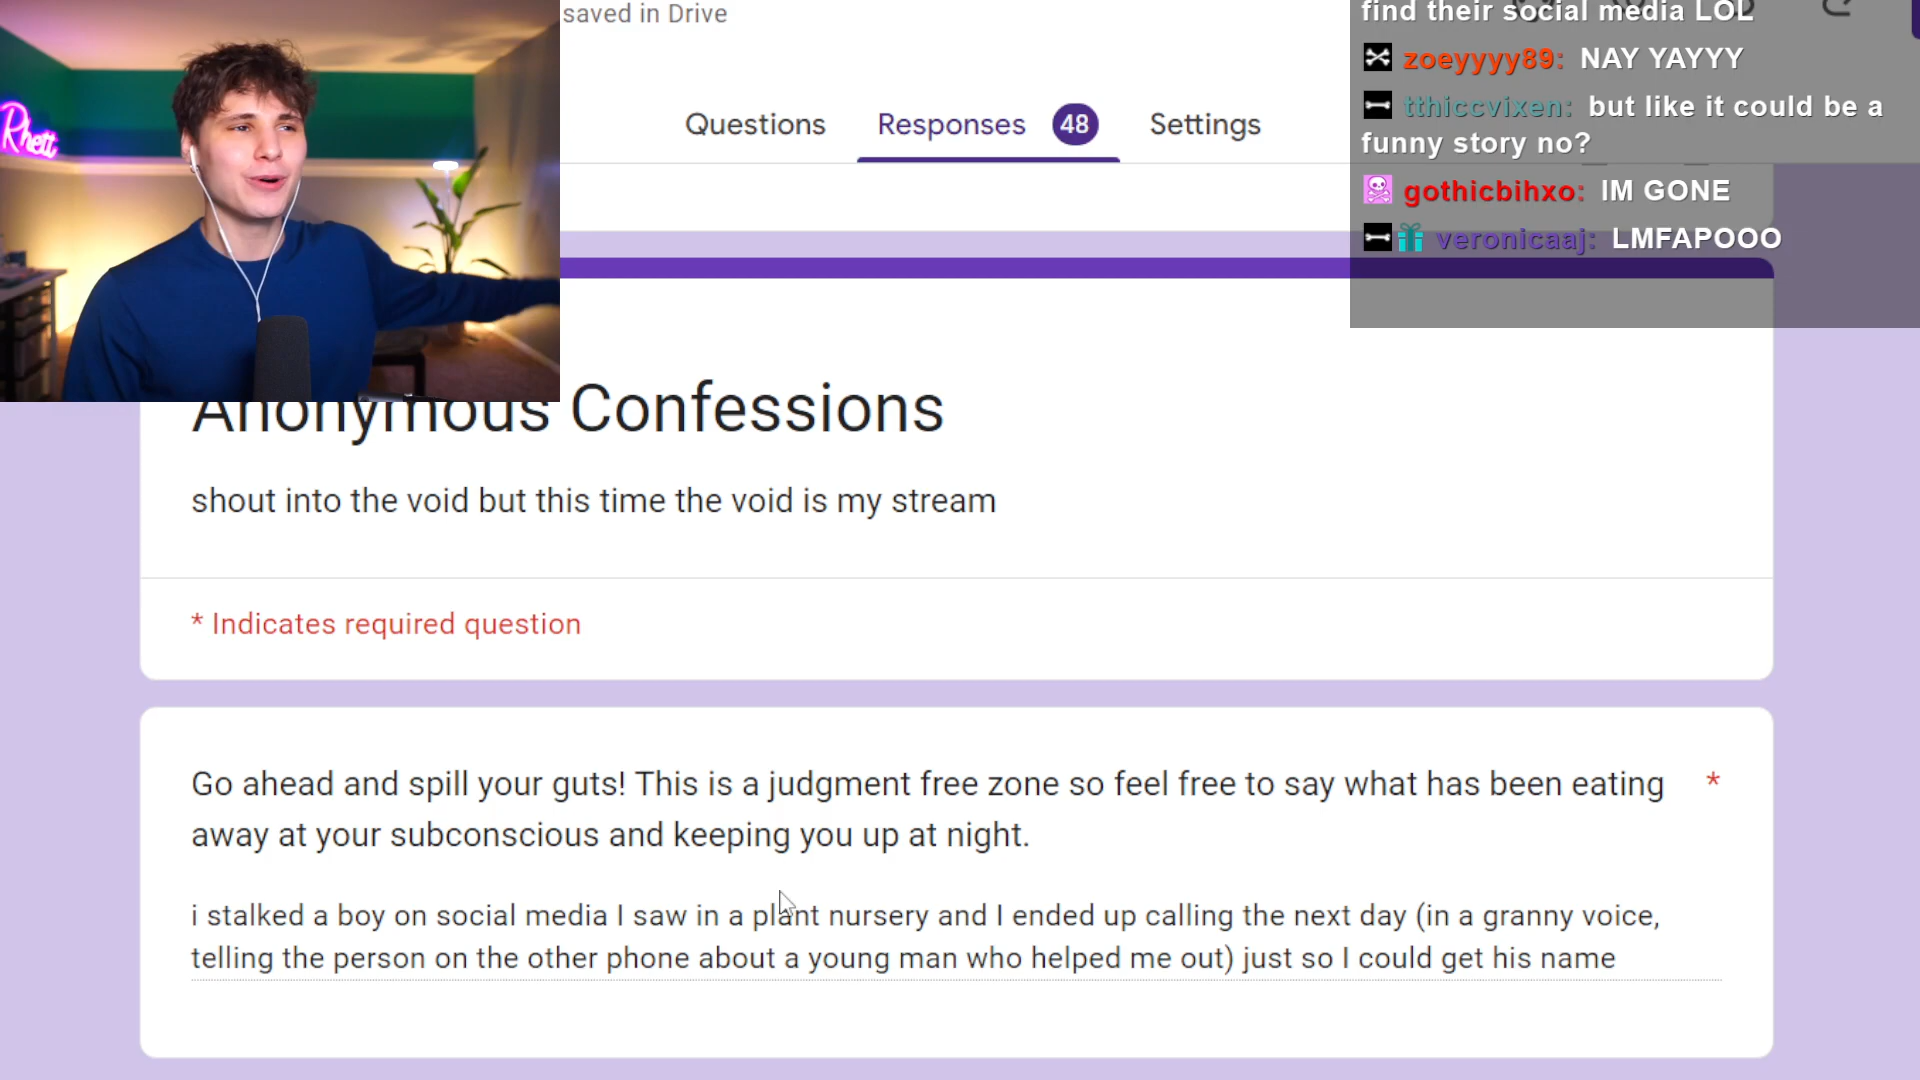 saved in Drive
Rhett
Questions
Responses
48
Settings
find their social media LOL
zoeyyyy89: NAY YAYYY
tthiccvixen: but like it could be a
funny story no?
gothicbihxo: IM GONE
veronicaaj: LMFAPOOO
Anonymous Confessions
shout into the void but this time the void is my stream
* Indicates required question
Go ahead and spill your guts! This is a judgment free zone so feel free to say what has been eating *
away at your subconscious and keeping you up at night.
i stalked a boy on social media I saw in a plant nursery and I ended up calling the next day (in a granny voice,
telling the person on the other phone about a young man who helped me out) just so I could get his name